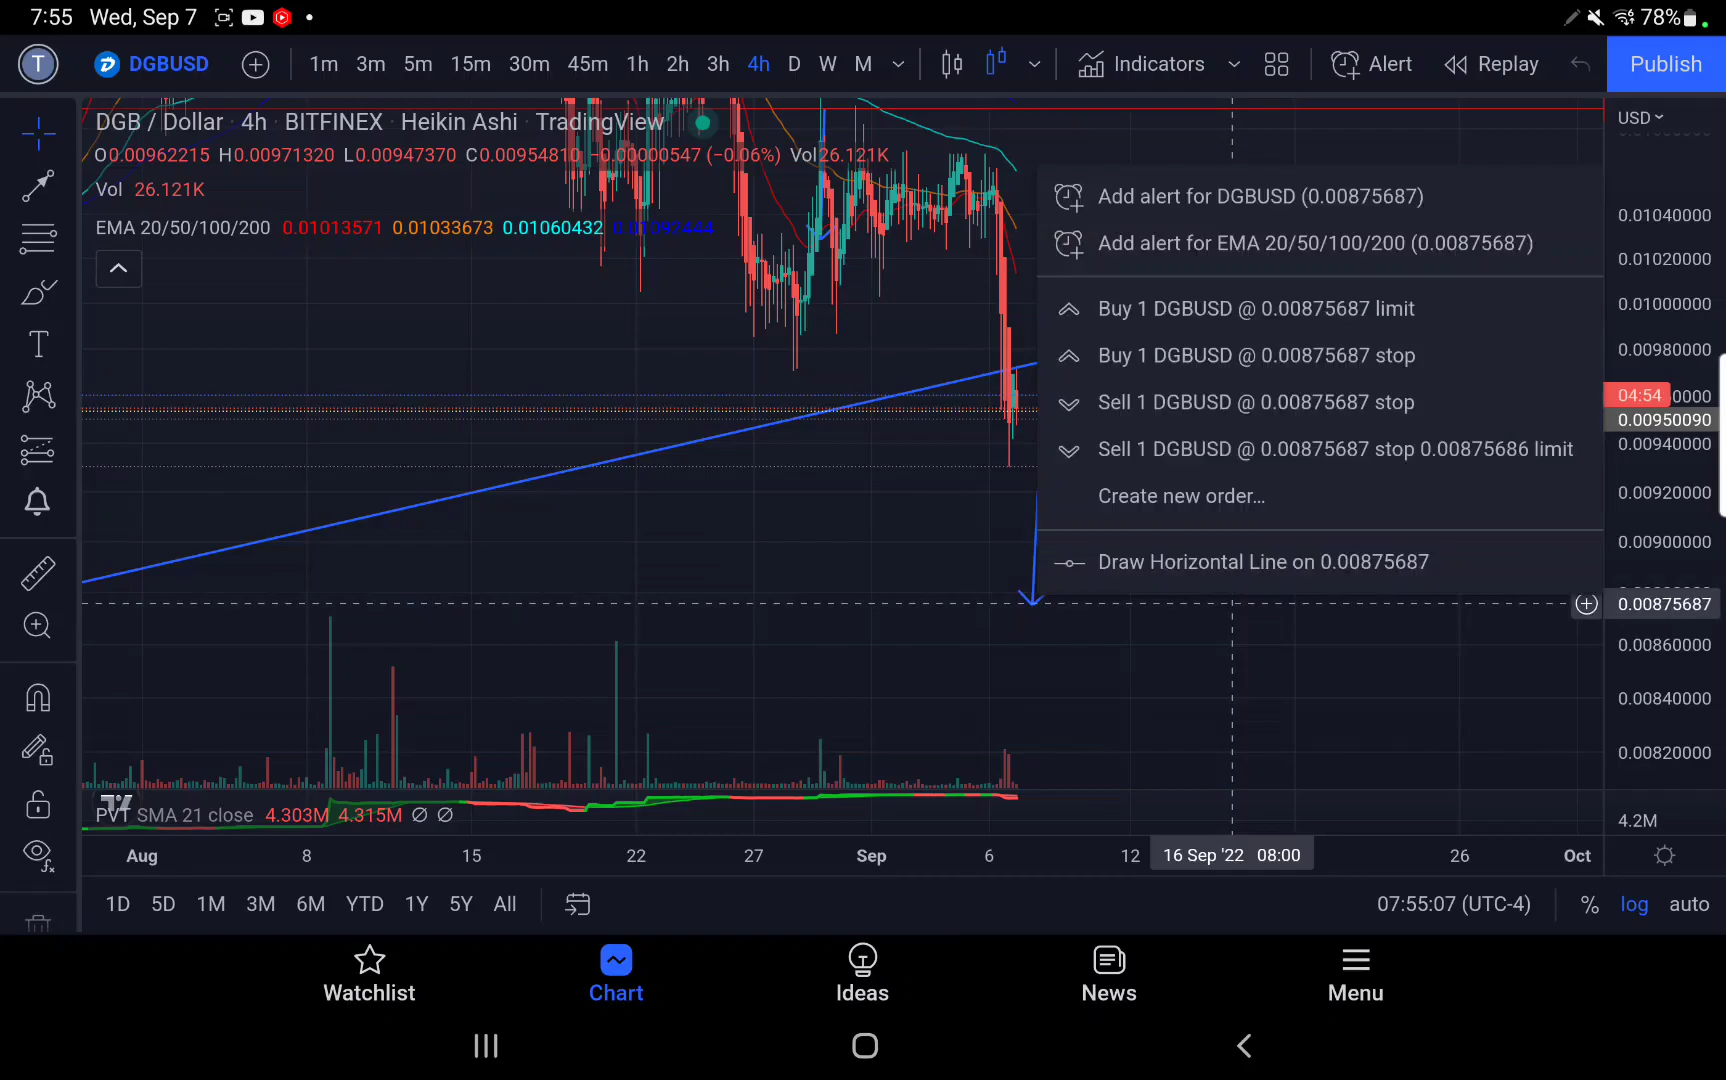 7:55 Wed, Sep 7
78%
T DGBUSD 1m 3m 5m 15m 30m 45m 1h 2h 3h 4h D W M Indicators Alert Replay Publish
DGB / Dollar · 4h · BITFINEX · Heikin Ashi · TradingView
USD
O0.00962215 H0.00971320 L0.00947370 C0.00954810 −0.00000547 (−0.06%) Vol26.121K
Vol 26.121K
EMA 20/50/100/200 0.01013571 0.01033673 0.01060432 0.01092444
Add alert for DGBUSD (0.00875687)
Add alert for EMA 20/50/100/200 (0.00875687)
Buy 1 DGBUSD @ 0.00875687 limit
Buy 1 DGBUSD @ 0.00875687 stop
Sell 1 DGBUSD @ 0.00875687 stop
Sell 1 DGBUSD @ 0.00875687 stop 0.00875686 limit
Create new order...
Draw Horizontal Line on 0.00875687
0.01040000
0.01020000
0.01000000
0.00980000
04:54
0.00950090
0.00940000
0.00920000
0.00900000
0.00875687
0.00860000
0.00840000
0.00820000
PVT SMA 21 close 4.303M 4.315M
4.2M
Aug 8 15 22 27 Sep 6 12 16 Sep '22 08:00 26 Oct
1D 5D 1M 3M 6M YTD 1Y 5Y All 07:55:07 (UTC-4) % log auto
Watchlist Chart Ideas News Menu